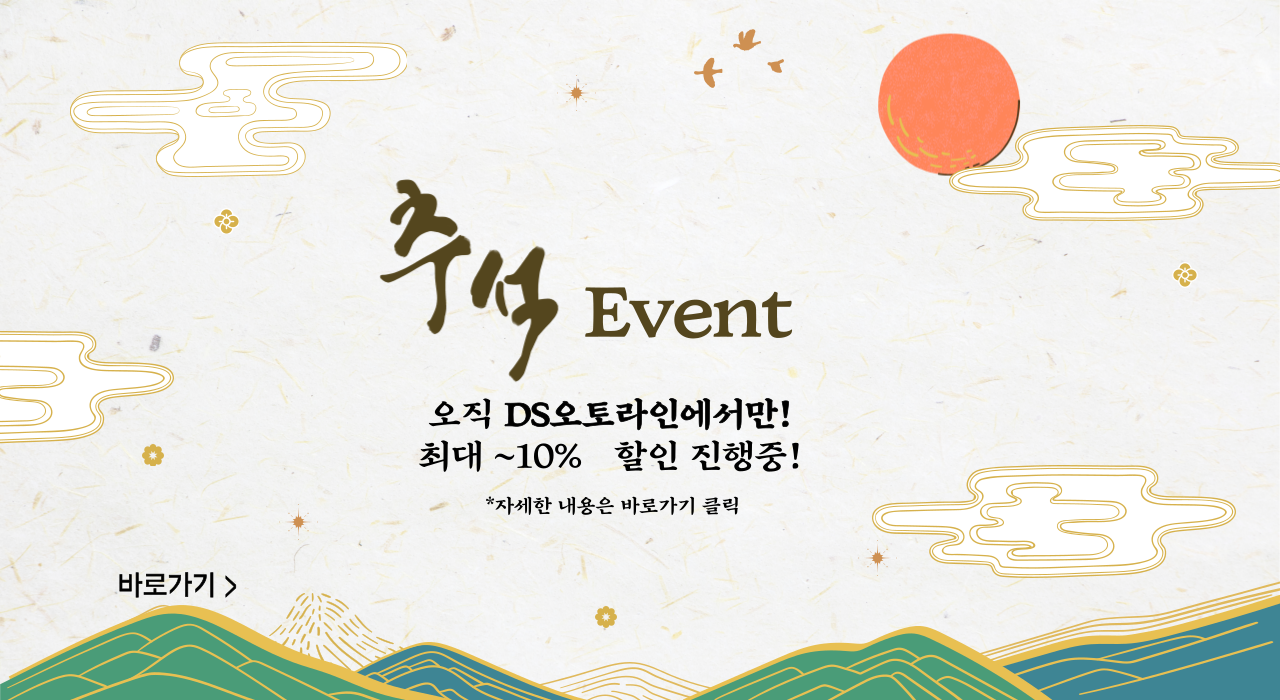 추석 Event
오직 DS오토라인에서만!
최대 ~10% 할인 진행중!
*자세한 내용은 바로가기 클릭
바로가기 >